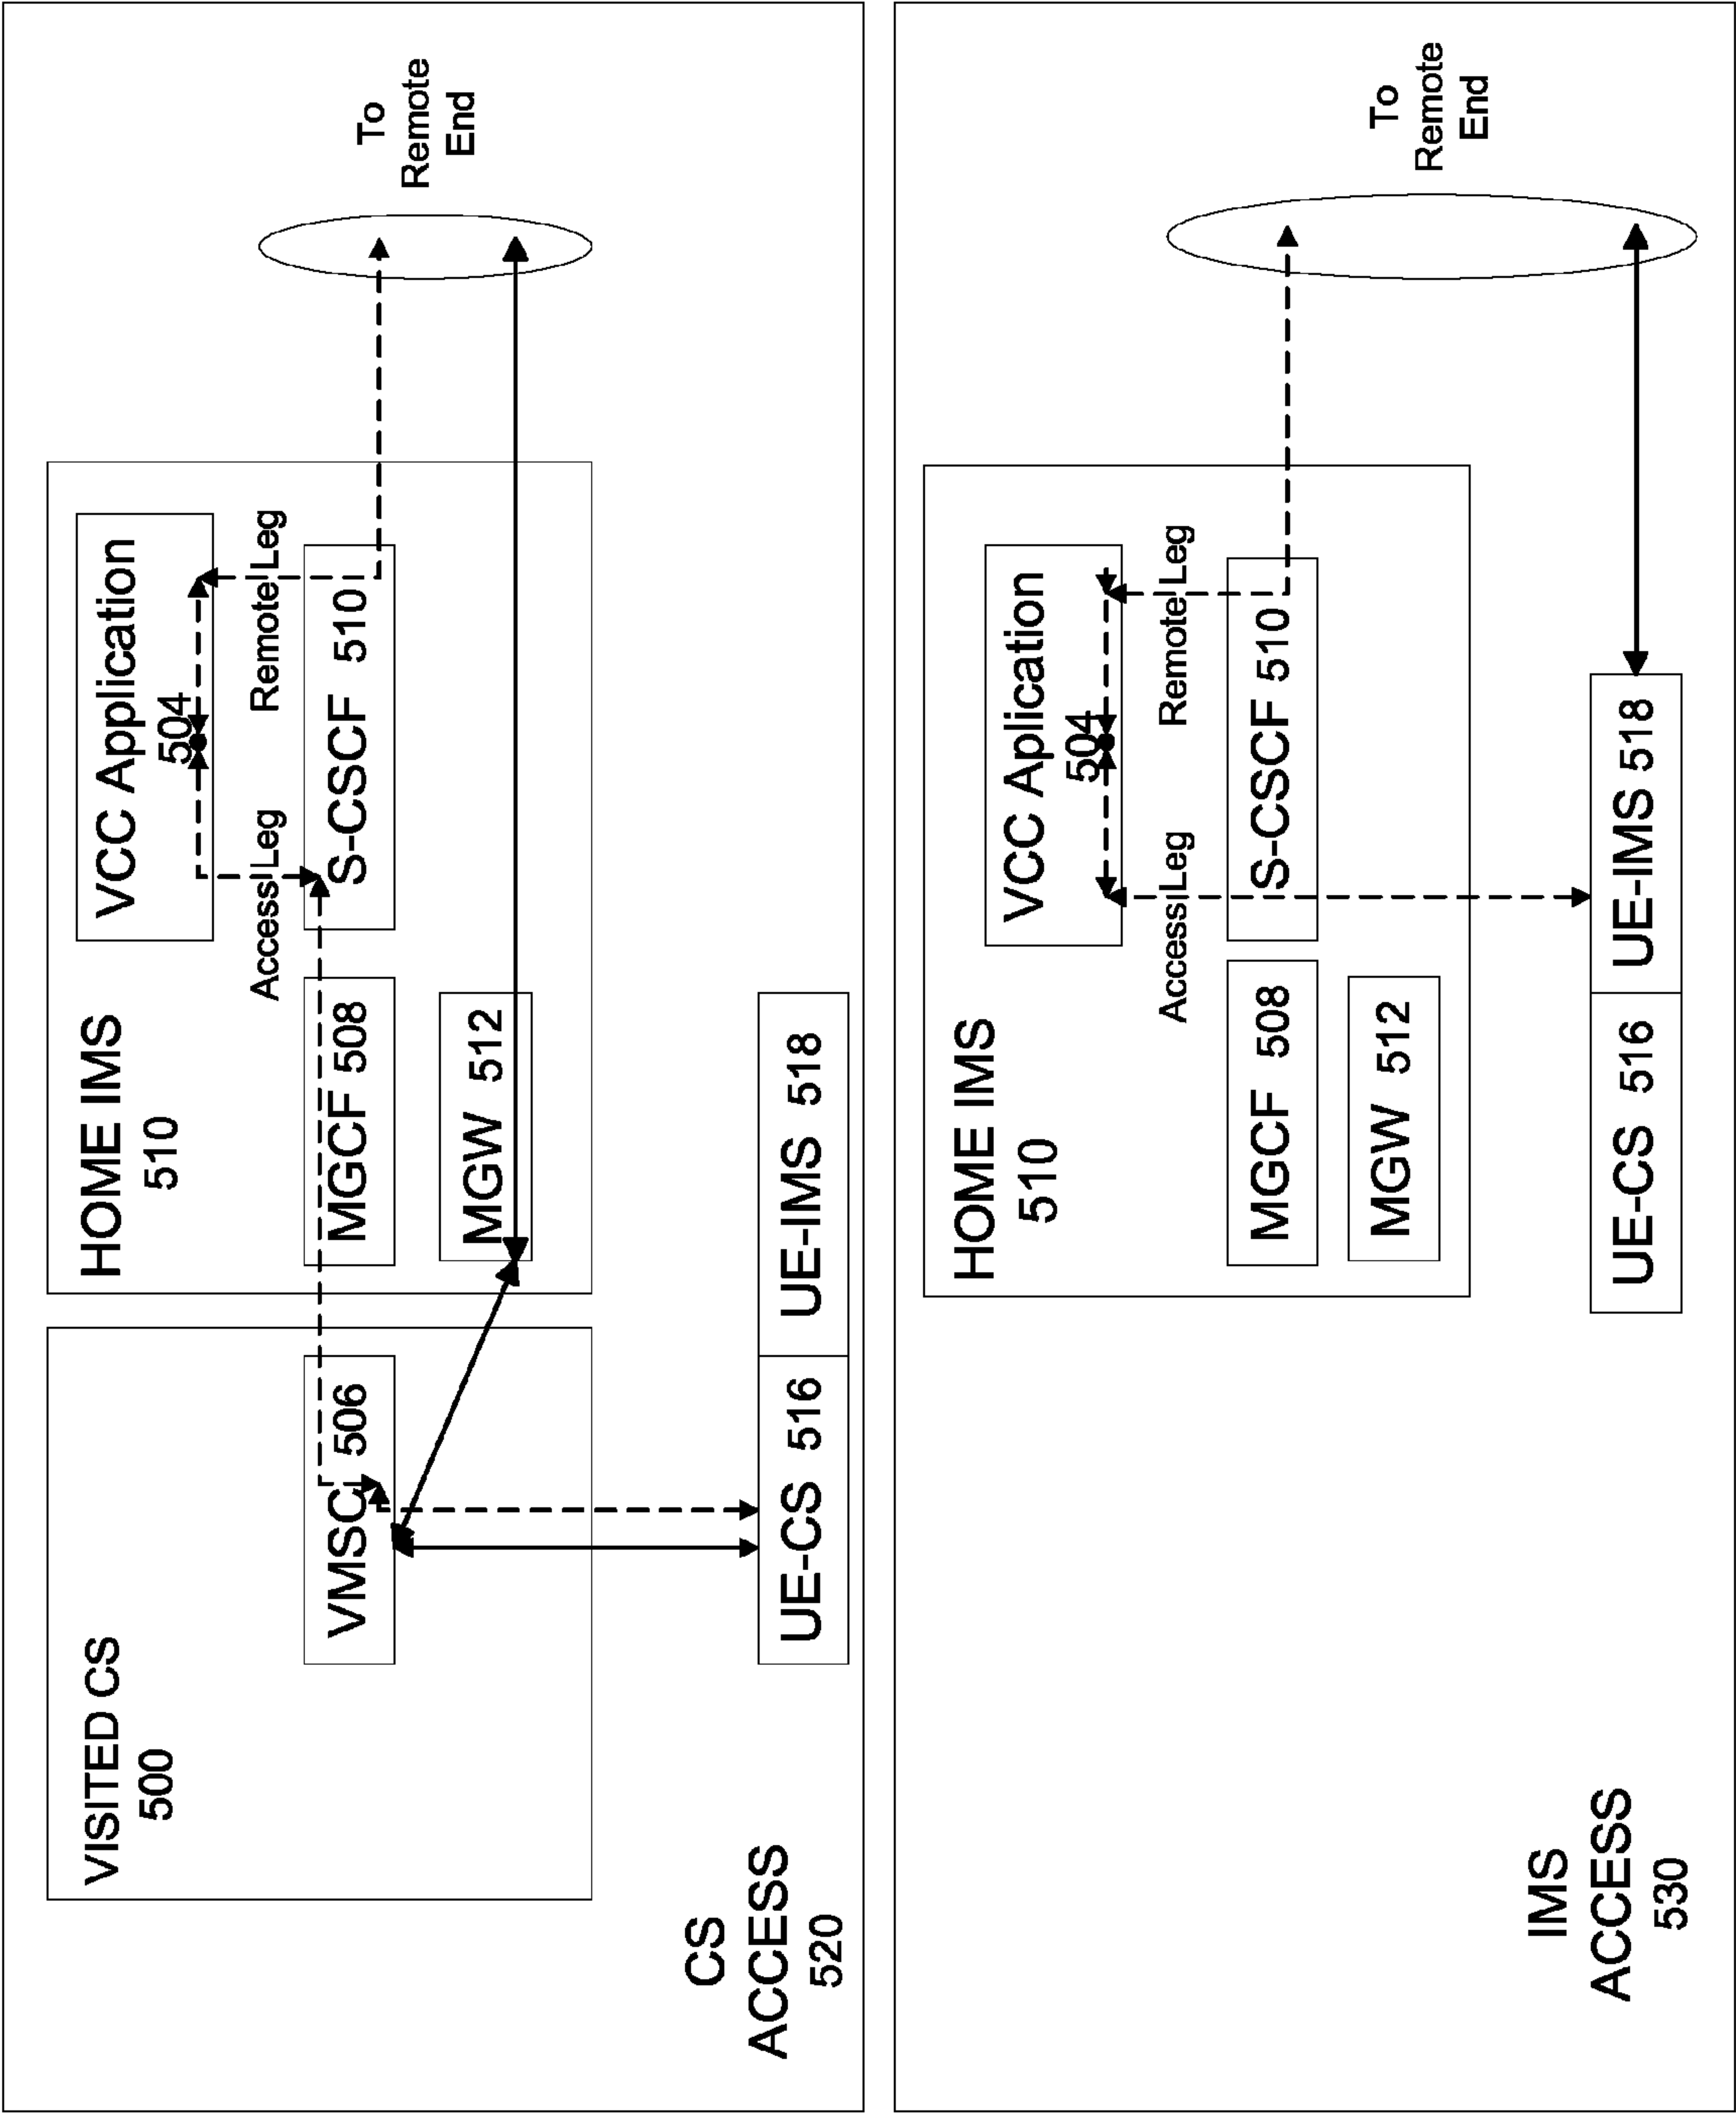 VISITED CS
500
VMSC 506
HOME IMS
510
VCC Application
504
Access Leg
Remote Leg
MGCF 508
S-CSCF 510
MGW 512
To
Remote
End
UE-CS 516
UE-IMS 518
CS
ACCESS
520
HOME IMS
510
VCC Aplication
504
Access Leg
Remote Leg
MGCF 508
S-CSCF 510
MGW 512
To
Remote
End
UE-CS 516
UE-IMS 518
IMS
ACCESS
530